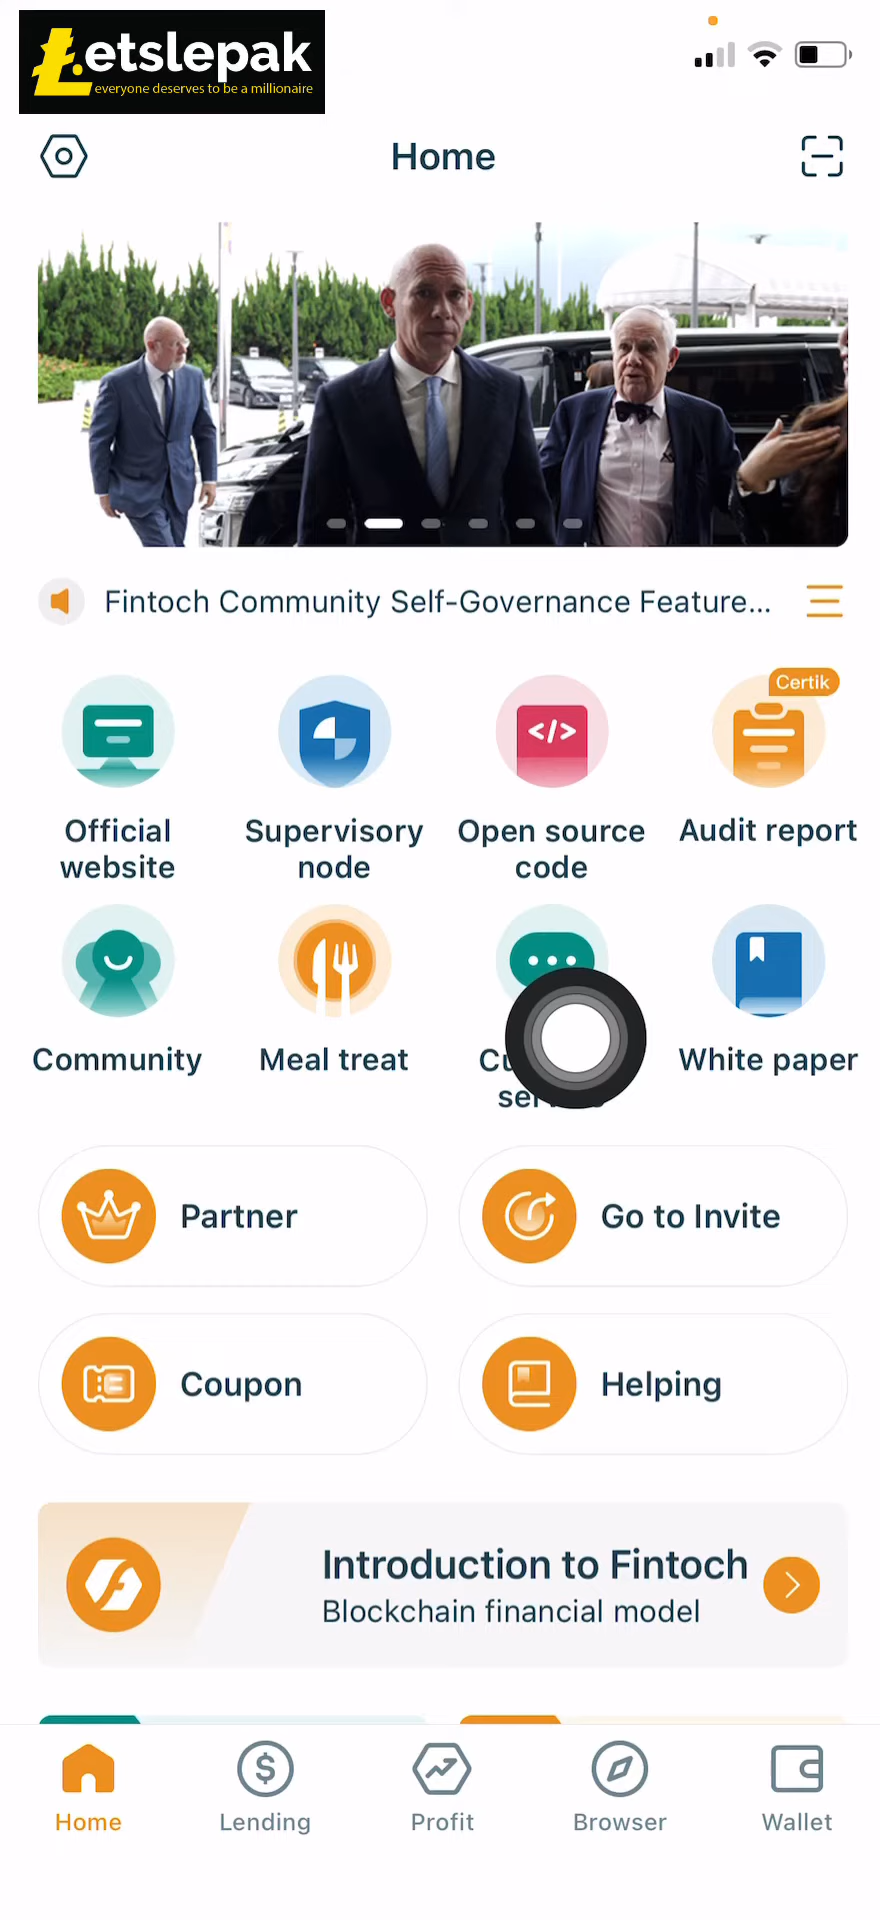 Letslepak
everyone deserves to be a millionaire
Home
Fintoch Community Self-Governance Feature...
Certik
Official
website
Supervisory
node
Open source
code
Audit report
Community
Meal treat
White paper
Partner
Go to Invite
Coupon
Helping
Introduction to Fintoch
Blockchain financial model
Home
Lending
Profit
Browser
Wallet